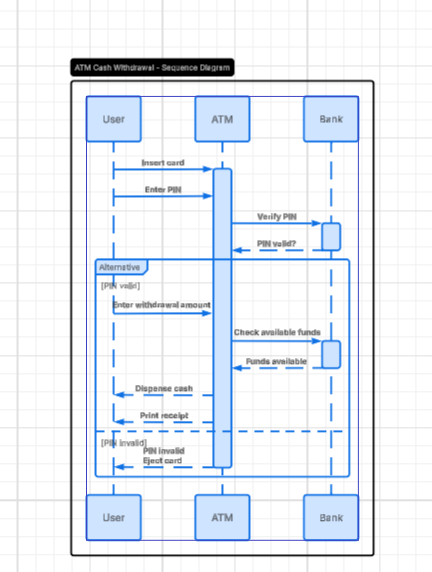 ATM Cash Withdrawal - Sequence Diagram
User
ATM
Bank
Insert card
Enter PIN
Verify PIN
PIN valid?
Alternative
[PIN valid]
Enter withdrawal amount
Check available funds
Funds available
Dispense cash
Print receipt
[PIN invalid]
PIN invalid
Eject card
User
ATM
Bank